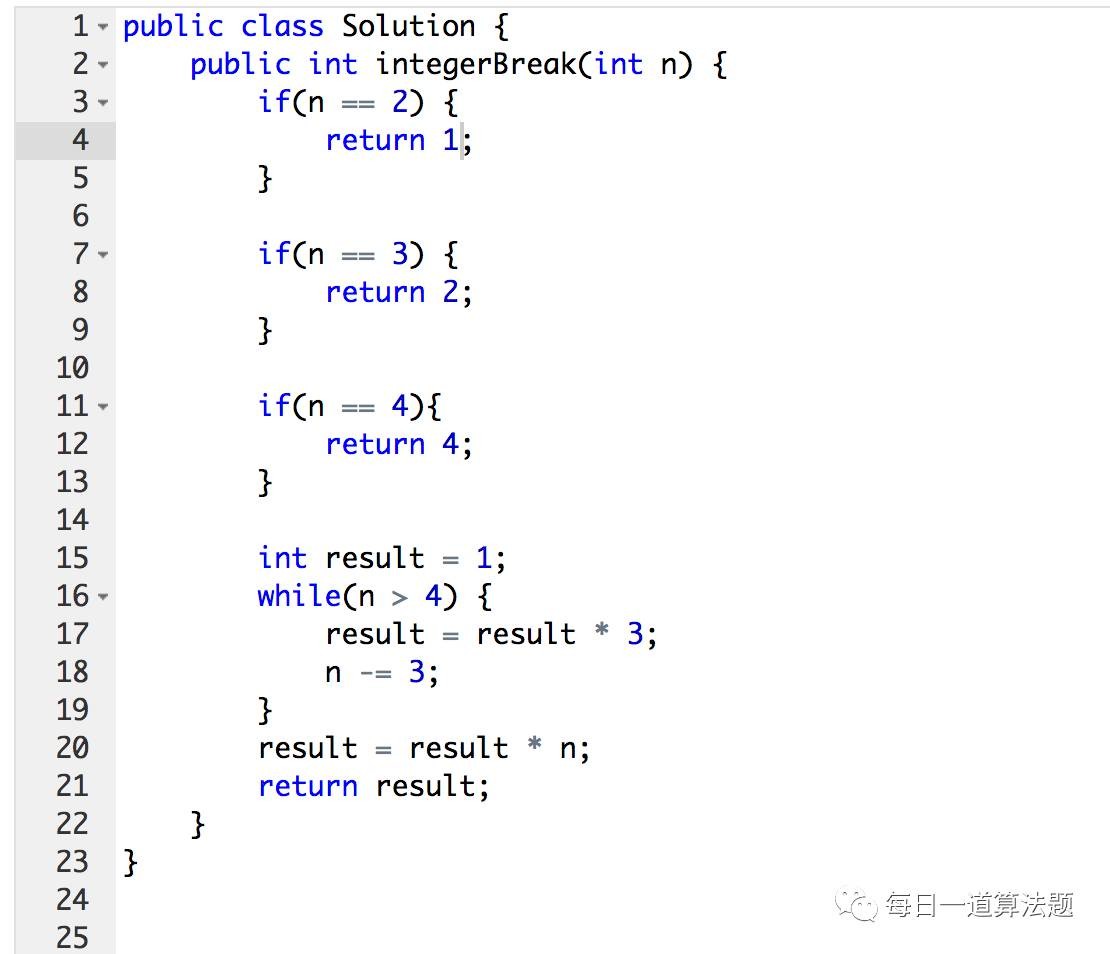 1 public class Solution {
2 public int integerBreak(int n) {
3 if(n == 2) {
4 return 1;
5 }
6
7 if(n == 3) {
8 return 2;
9 }
10
11 if(n == 4){
12 return 4;
13 }
14
15 int result = 1;
16 while(n > 4) {
17 result = result * 3;
18 n -= 3;
19 }
20 result = result * n;
21 return result;
22 }
23 }
24
25
每日一道算法题